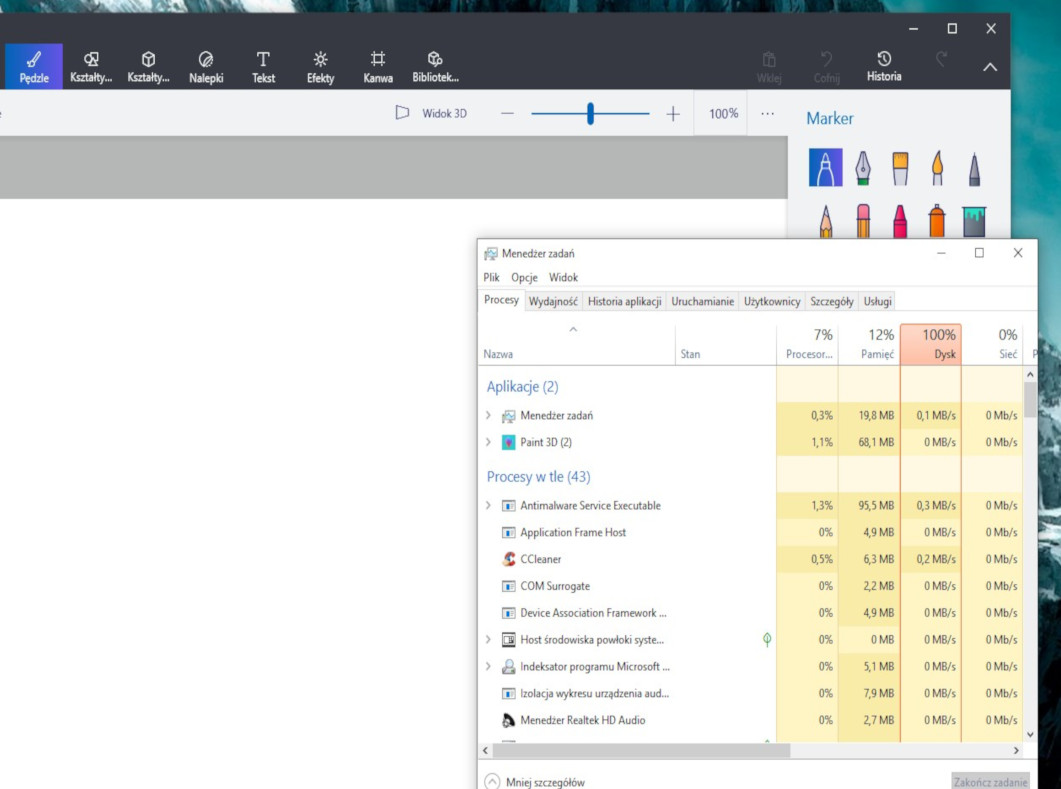 Pędzle Kształty... Kształty... Nalepki Tekst Efekty Kanwa Bibliotek... Wklej Cofnij Historia
Widok 3D 100% ...
Marker
Menedżer zadań
Plik Opcje Widok
Procesy Wydajność Historia aplikacji Uruchamianie Użytkownicy Szczegóły Usługi
7% 12% 100% 0%
Nazwa Stan Procesor... Pamięć Dysk Sieć P
Aplikacje (2)
Menedżer zadań 0,3% 19,8 MB 0,1 MB/s 0 Mb/s
Paint 3D (2) 1,1% 68,1 MB 0 MB/s 0 Mb/s
Procesy w tle (43)
Antimalware Service Executable 1,3% 95,5 MB 0,3 MB/s 0 Mb/s
Application Frame Host 0% 4,9 MB 0 MB/s 0 Mb/s
CCleaner 0,5% 6,3 MB 0,2 MB/s 0 Mb/s
COM Surrogate 0% 2,2 MB 0 MB/s 0 Mb/s
Device Association Framework ... 0% 4,9 MB 0 MB/s 0 Mb/s
Host środowiska powłoki syste... 0% 0 MB 0 MB/s 0 Mb/s
Indeksator programu Microsoft ... 0% 5,1 MB 0 MB/s 0 Mb/s
Izolacja wykresu urządzenia aud... 0% 7,9 MB 0 MB/s 0 Mb/s
Menedżer Realtek HD Audio 0% 2,7 MB 0 MB/s 0 Mb/s
Mniej szczegółów Zakończ zadanie